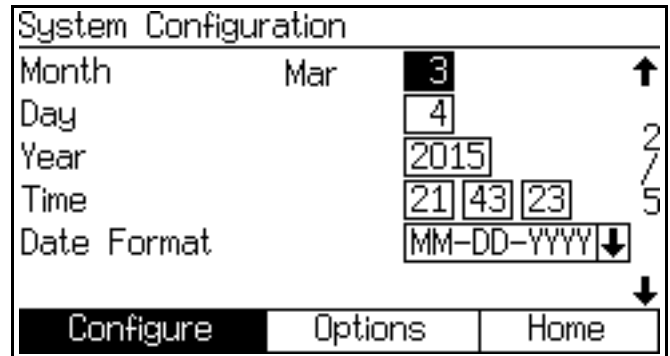 System Configuration
Month Mar 3
Day 4
Year 2015
Time 21 43 23
Date Format MM-DD-YYYY
2/5
Configure Options Home